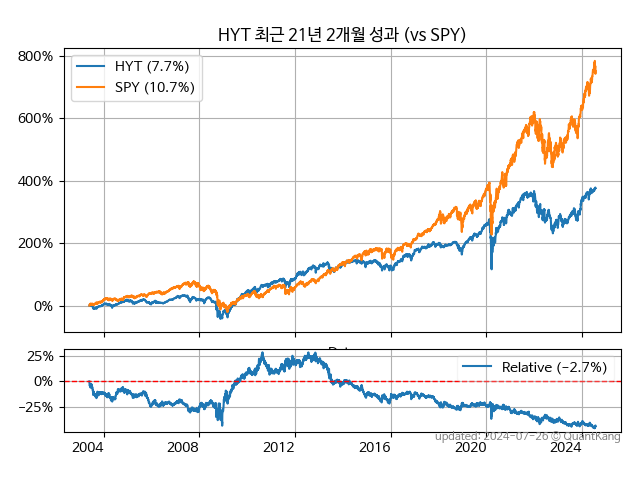 HYT 최근 21년 2개월 성과 (vs SPY)
800%
600%
400%
200%
0%
HYT (7.7%)
SPY (10.7%)
25%
0%
−25%
Relative (−2.7%)
2004 2008 2012 2016 2020 2024
updated: 2024-07-26 © QuantKang